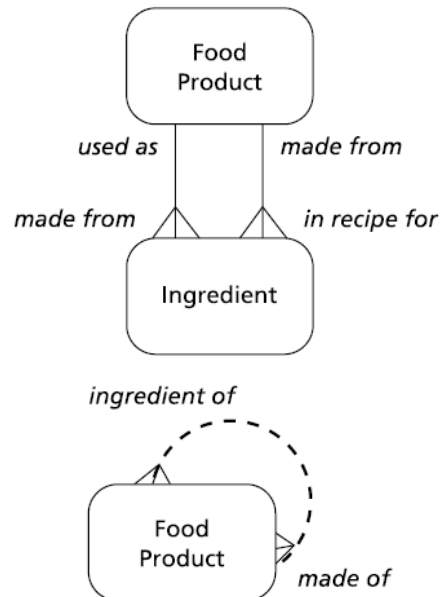 Food
Product
used as
made from
made from
in recipe for
Ingredient
ingredient of
Food
Product
made of